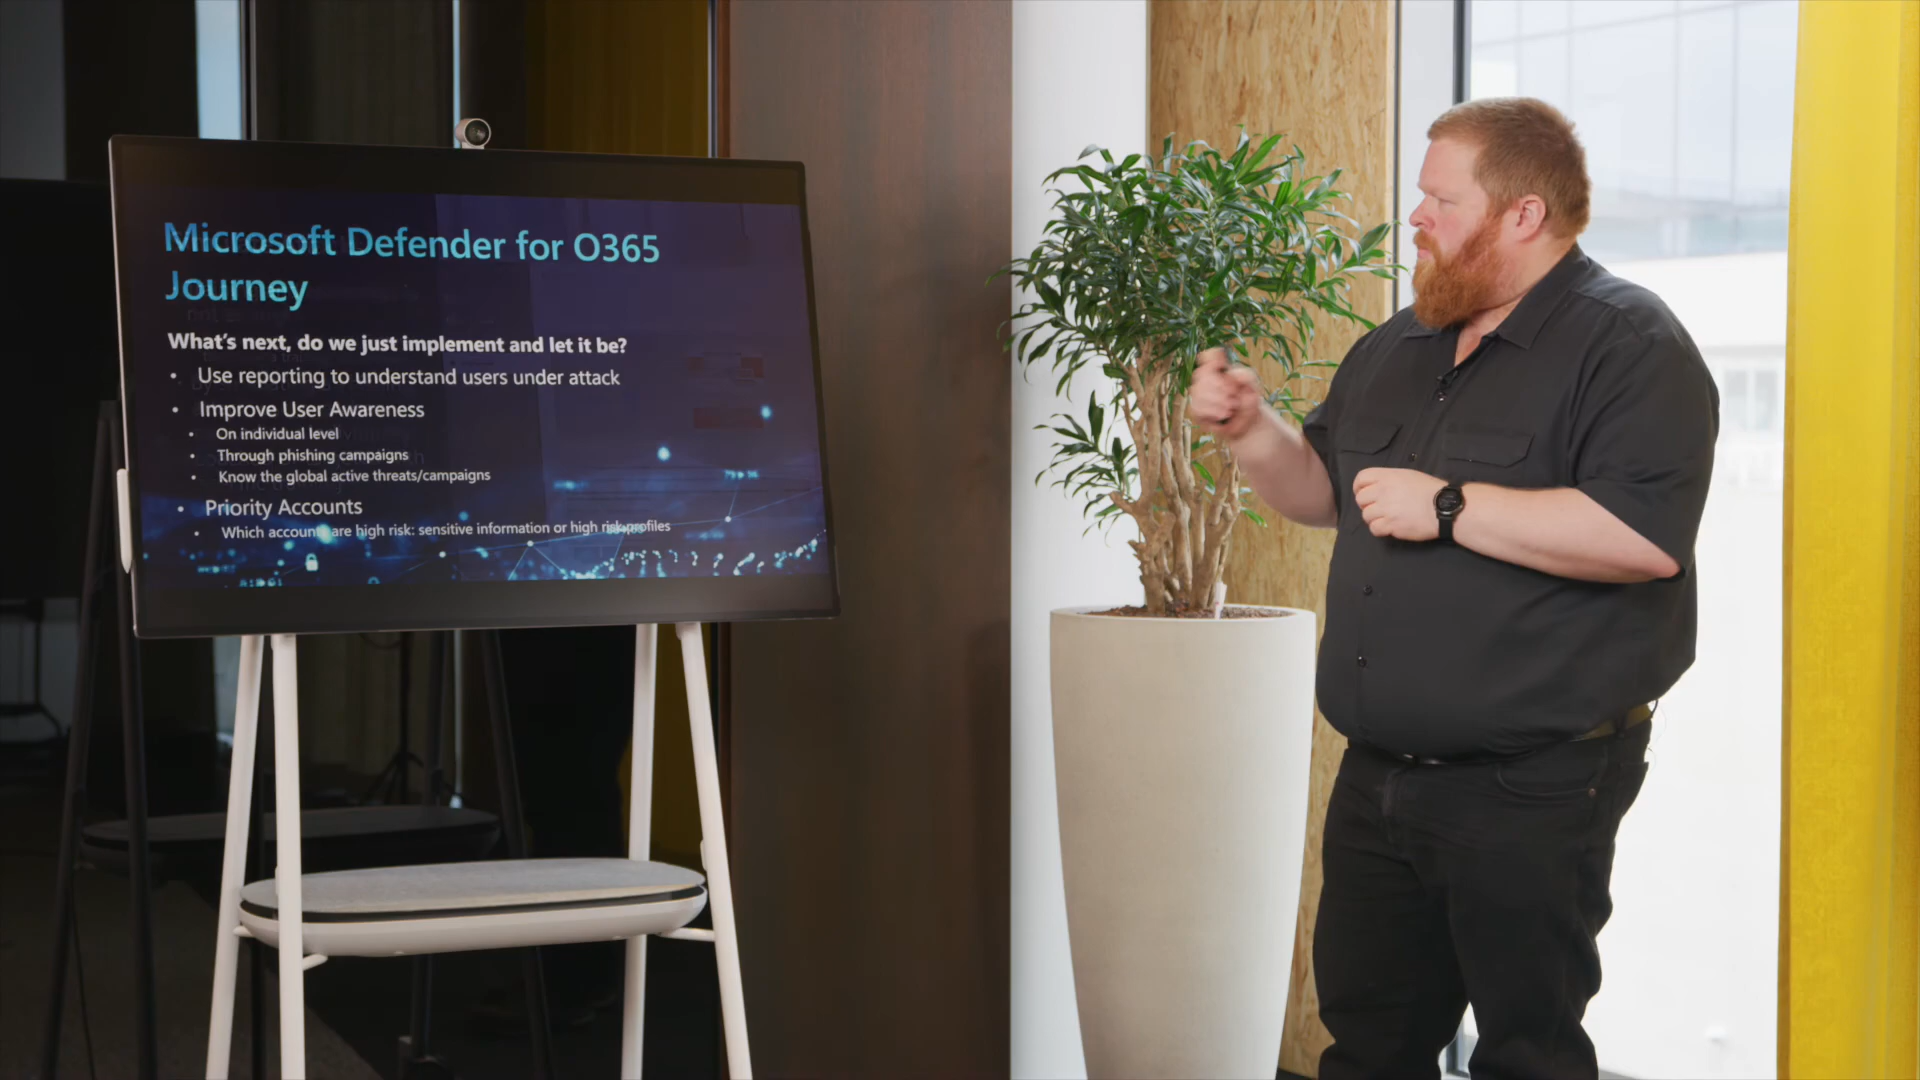 Microsoft Defender for O365
Journey
What's next, do we just implement and let it be?
• Use reporting to understand users under attack
• Improve User Awareness
• On individual level
• Through phishing campaigns
• Know the global active threats/campaigns
• Priority Accounts
• Which accounts are high risk: sensitive information or high risk profiles